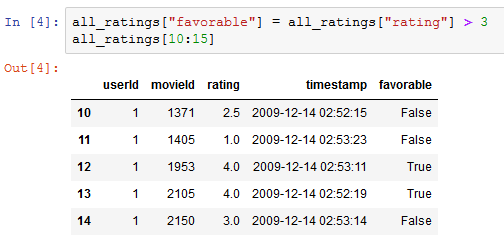 In [4]: all_ratings["favorable"] = all_ratings["rating"] > 3
all_ratings[10:15]
Out[4]:
userId movieId rating timestamp favorable
10 1 1371 2.5 2009-12-14 02:52:15 False
11 1 1405 1.0 2009-12-14 02:53:23 False
12 1 1953 4.0 2009-12-14 02:53:11 True
13 1 2105 4.0 2009-12-14 02:52:19 True
14 1 2150 3.0 2009-12-14 02:53:14 False